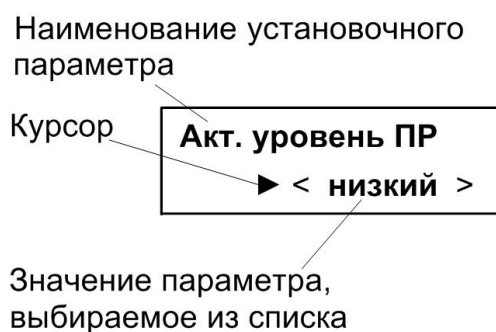 Наименование установочного
параметра
Курсор
Акт. уровень ПР
► < низкий >
Значение параметра,
выбираемое из списка